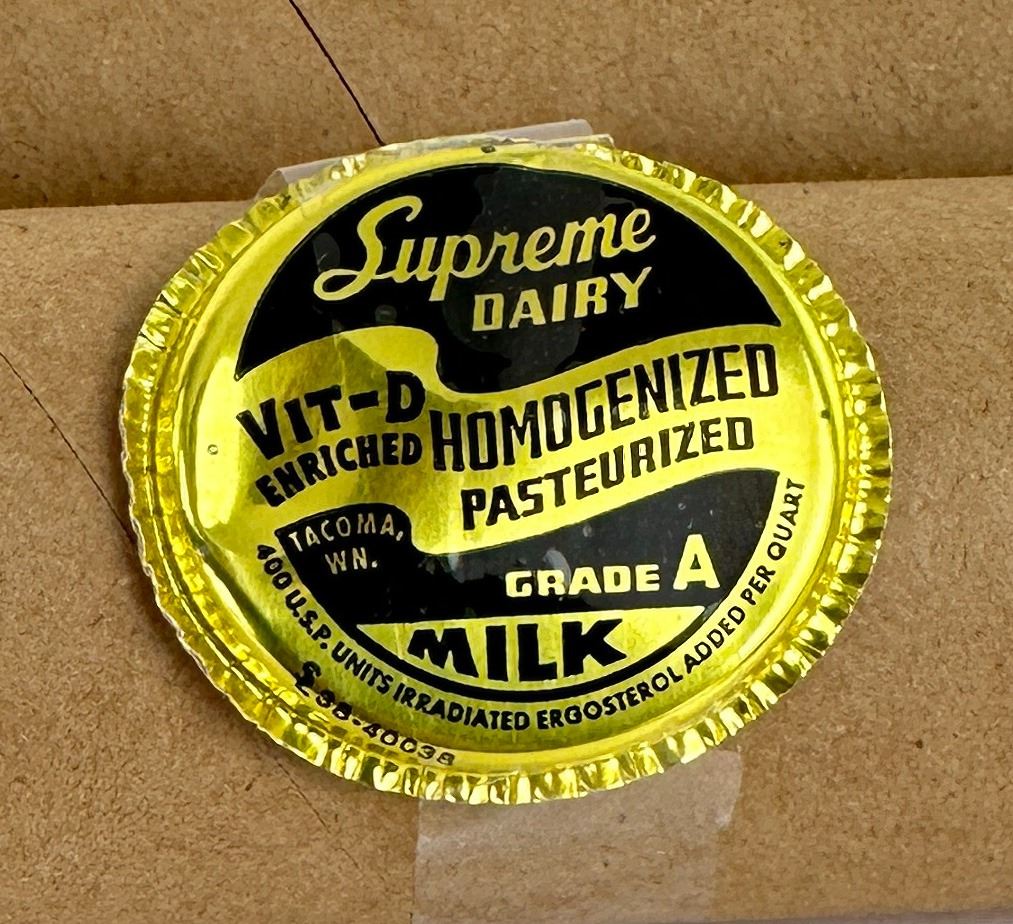 Supreme
DAIRY
VIT-D
ENRICHED
HOMOGENIZED
PASTEURIZED
TACOMA,
WN.
GRADE A
MILK
400 U.S.P. UNITS IRRADIATED ERGOSTEROL ADDED PER QUART